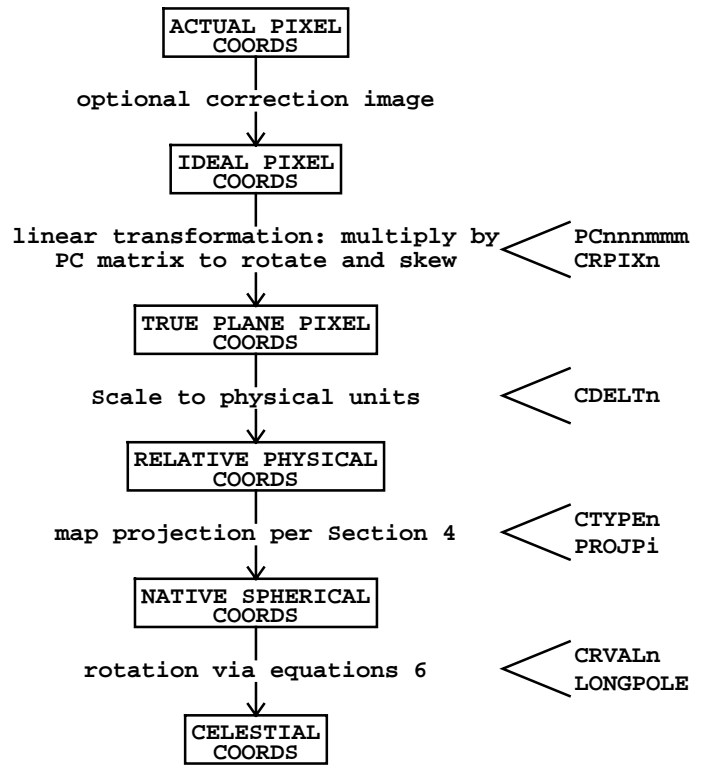 ACTUAL PIXEL
COORDS
optional correction image
IDEAL PIXEL
COORDS
linear transformation: multiply by
PC matrix to rotate and skew
PCnnnmmm
CRPIXn
TRUE PLANE PIXEL
COORDS
Scale to physical units
CDELTn
RELATIVE PHYSICAL
COORDS
map projection per Section 4
CTYPEn
PROJPi
NATIVE SPHERICAL
COORDS
rotation via equations 6
CRVALn
LONGPOLE
CELESTIAL
COORDS